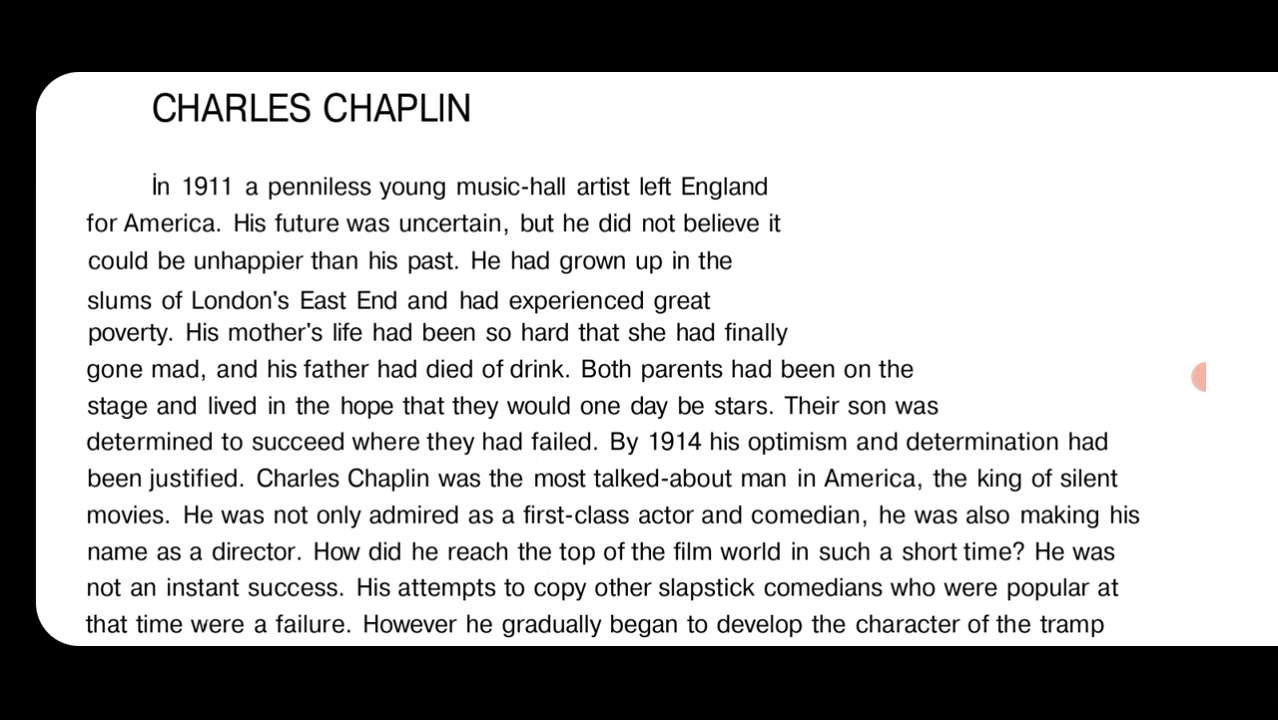 CHARLES CHAPLIN
İn 1911 a penniless young music-hall artist left England
for America. His future was uncertain, but he did not believe it
could be unhappier than his past. He had grown up in the
slums of London's East End and had experienced great
poverty. His mother's life had been so hard that she had finally
gone mad, and his father had died of drink. Both parents had been on the
stage and lived in the hope that they would one day be stars. Their son was
determined to succeed where they had failed. By 1914 his optimism and determination had
been justified. Charles Chaplin was the most talked-about man in America, the king of silent
movies. He was not only admired as a first-class actor and comedian, he was also making his
name as a director. How did he reach the top of the film world in such a short time? He was
not an instant success. His attempts to copy other slapstick comedians who were popular at
that time were a failure. However he gradually began to develop the character of the tramp